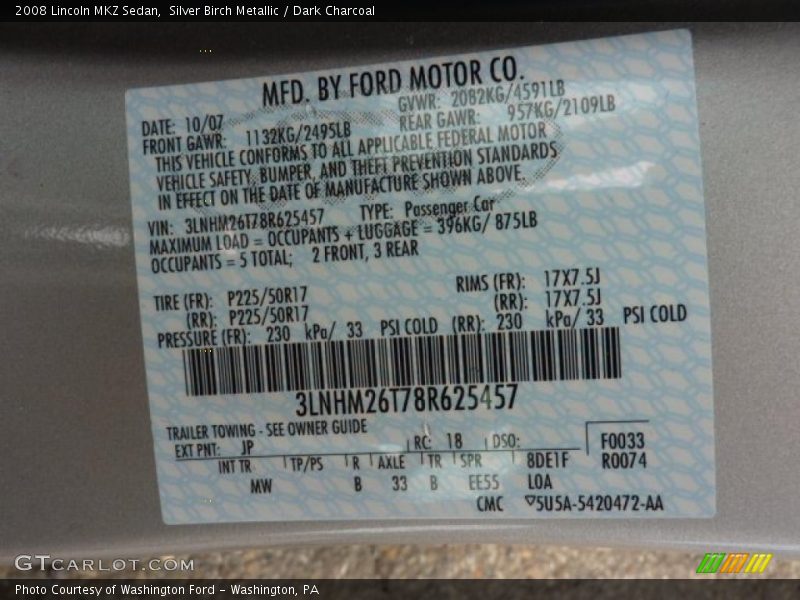 2008 Lincoln MKZ Sedan, Silver Birch Metallic / Dark Charcoal
MFD. BY FORD MOTOR CO.
DATE: 10/07 GVWR: 2082KG/4591LB
FRONT GAWR: 1132KG/2495LB REAR GAWR: 957KG/2109LB
THIS VEHICLE CONFORMS TO ALL APPLICABLE FEDERAL MOTOR
VEHICLE SAFETY, BUMPER, AND THEFT PREVENTION STANDARDS
IN EFFECT ON THE DATE OF MANUFACTURE SHOWN ABOVE.
VIN: 3LNHM26T78R625457 TYPE: Passenger Car
MAXIMUM LOAD = OCCUPANTS + LUGGAGE = 396KG/ 875LB
OCCUPANTS = 5 TOTAL; 2 FRONT, 3 REAR
TIRE (FR): P225/50R17 RIMS (FR): 17X7.5J
(RR): P225/50R17 (RR): 17X7.5J
PRESSURE (FR): 230 kPa/ 33 PSI COLD (RR): 230 kPa/ 33 PSI COLD
3LNHM26T78R625457
TRAILER TOWING - SEE OWNER GUIDE
EXT PNT: JP RC: 18 DSO: F0033
INT TR TP/PS R AXLE TR SPR 8DE1F R0074
MW B 33 B EE55 LOA
CMC ▽5U5A-5420472-AA
GTCARLOT.COM
Photo Courtesy of Washington Ford - Washington, PA